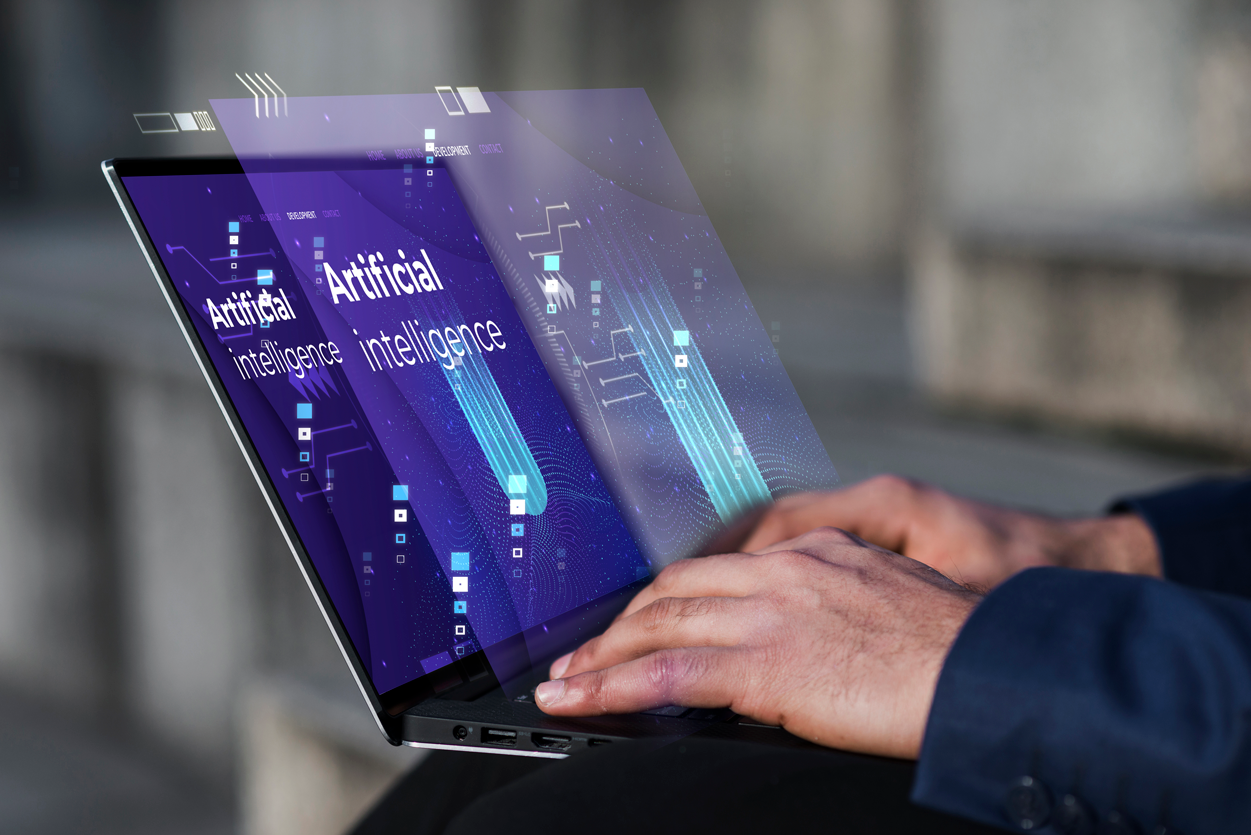 HOME ABOUT US DEVELOPMENT CONTACT
HOME ABOUT US DEVELOPMENT CONTACT
Artificial
intelligence
Artificial
intelligence